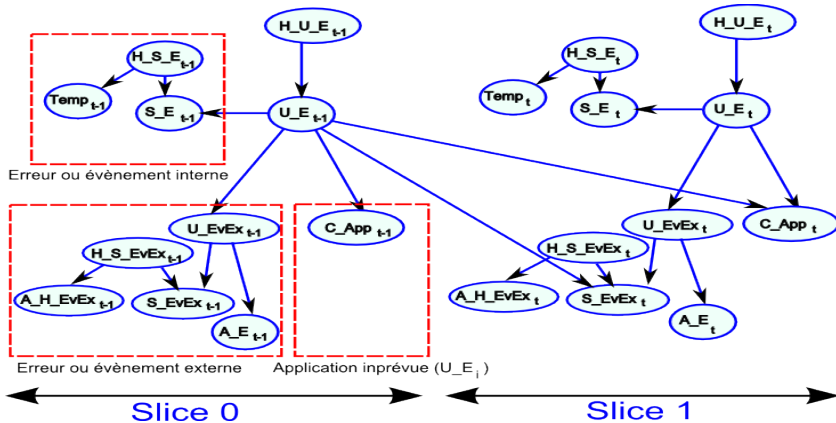 H_U_E t-1
H_U_E t
H_S_E t-1
H_S_E t
Temp t-1
S_E t-1
U_E t-1
Temp t
S_E t
U_E t
Erreur ou évènement interne
U_EvEx t-1
C_App t-1
U_EvEx t
C_App t
H_S_EvEx t-1
H_S_EvEx t
A_H_EvEx t-1
S_EvEx t-1
A_H_EvEx t
S_EvEx t
A_E t-1
A_E t
Erreur ou évènement externe
Application inprévue (U_E i)
Slice 0
Slice 1